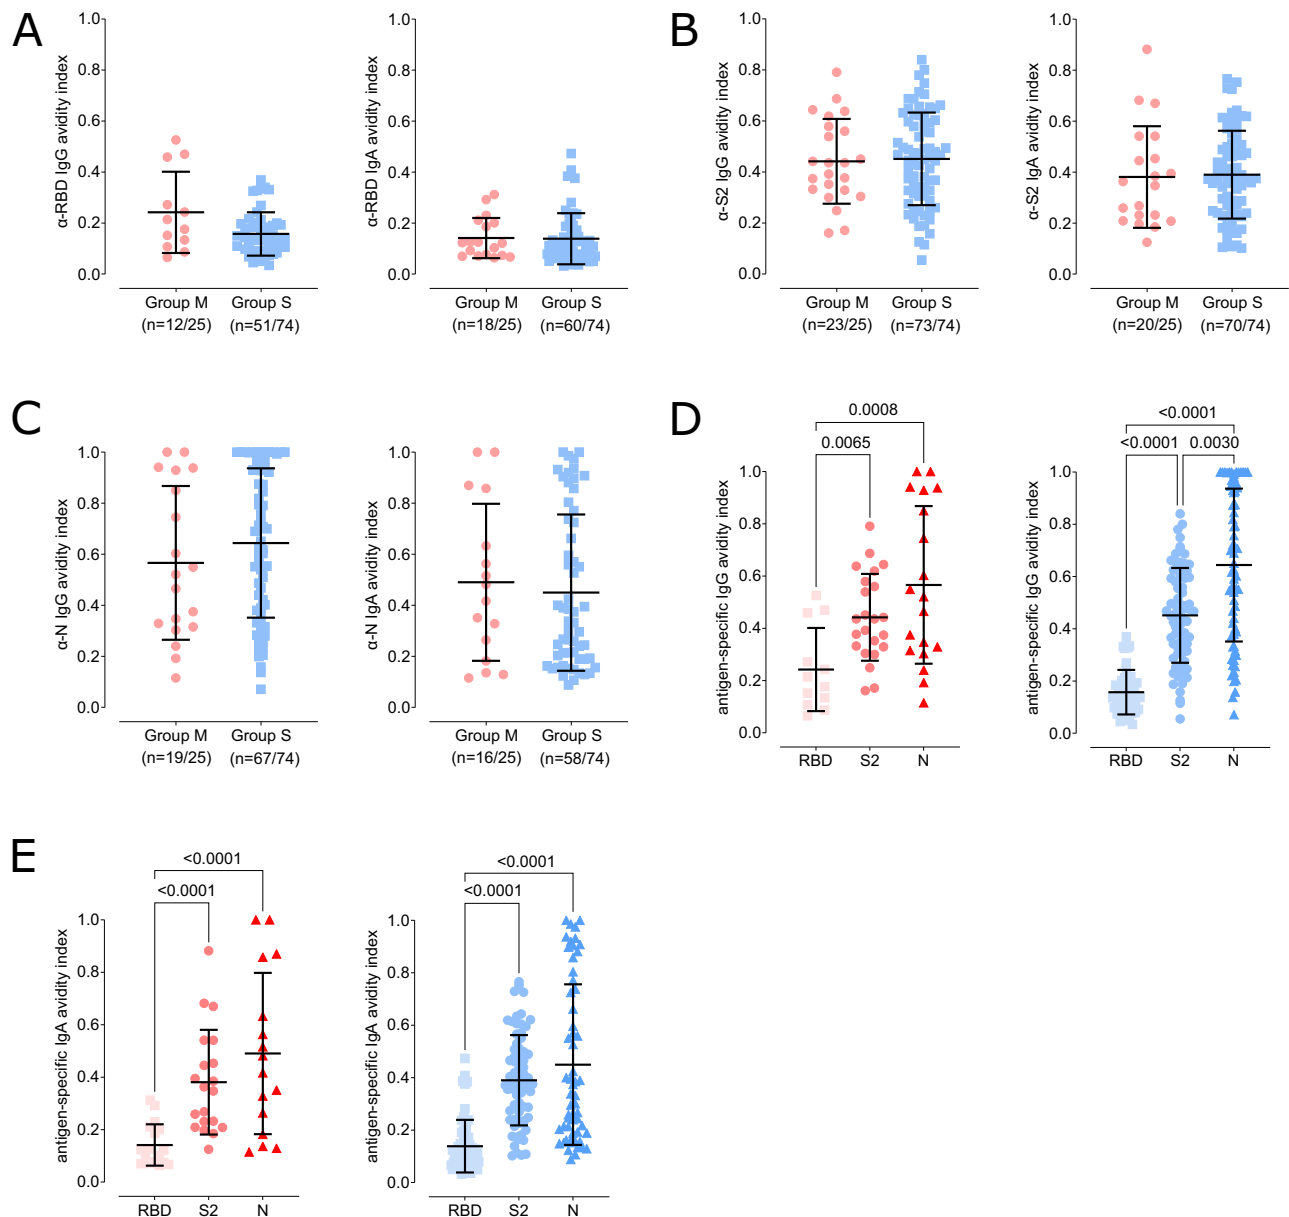 A
α-RBD IgG avidity index
1.0
0.8
0.6
0.4
0.2
0.0
Group M
(n=12/25)
Group S
(n=51/74)
α-RBD IgA avidity index
1.0
0.8
0.6
0.4
0.2
0.0
Group M
(n=18/25)
Group S
(n=60/74)
B
α-S2 IgG avidity index
1.0
0.8
0.6
0.4
0.2
0.0
Group M
(n=23/25)
Group S
(n=73/74)
α-S2 IgA avidity index
1.0
0.8
0.6
0.4
0.2
0.0
Group M
(n=20/25)
Group S
(n=70/74)
C
α-N IgG avidity index
1.0
0.8
0.6
0.4
0.2
0.0
Group M
(n=19/25)
Group S
(n=67/74)
α-N IgA avidity index
1.0
0.8
0.6
0.4
0.2
0.0
Group M
(n=16/25)
Group S
(n=58/74)
D
0.0008
0.0065
antigen-specific IgG avidity index
1.0
0.8
0.6
0.4
0.2
0.0
RBD S2 N
<0.0001
<0.0001 0.0030
antigen-specific IgG avidity index
1.0
0.8
0.6
0.4
0.2
0.0
RBD S2 N
E
<0.0001
<0.0001
antigen-specific IgA avidity index
1.0
0.8
0.6
0.4
0.2
0.0
RBD S2 N
<0.0001
<0.0001
antigen-specific IgA avidity index
1.0
0.8
0.6
0.4
0.2
0.0
RBD S2 N